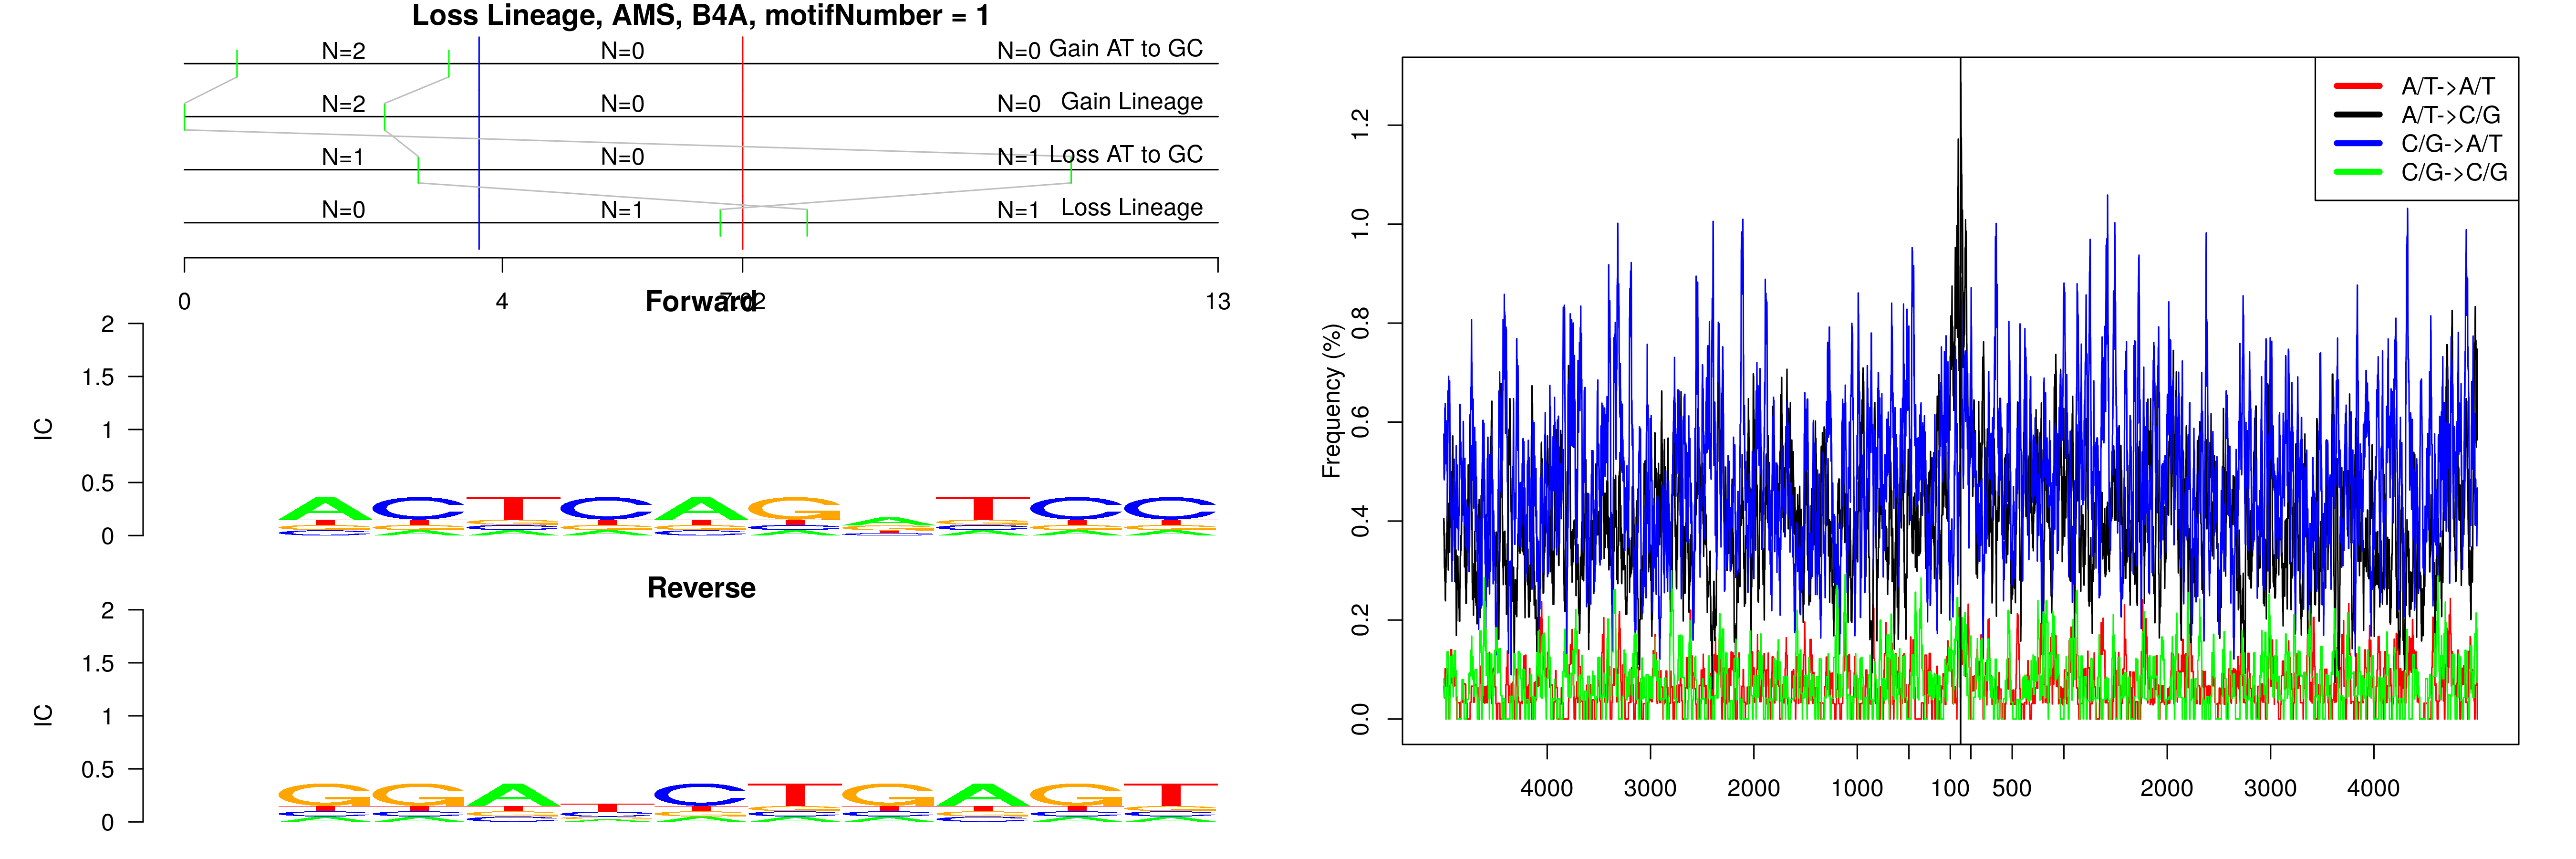 Loss Lineage, AMS, B4A, motifNumber = 1
N=2 N=0 N=0 Gain AT to GC
N=2 N=0 N=0 Gain Lineage
N=1 N=0 N=1 Loss AT to GC
N=0 N=1 N=1 Loss Lineage
0 4 7.02 13
Forward
2
1.5
1
0.5
0
IC
ACTCAGATCC
Reverse
2
1.5
1
0.5
0
IC
GGATCTGAGT
Frequency (%)
1.2
1.0
0.8
0.6
0.4
0.2
0.0
A/T->A/T
A/T->C/G
C/G->A/T
C/G->C/G
4000 3000 2000 1000 100 500 2000 3000 4000